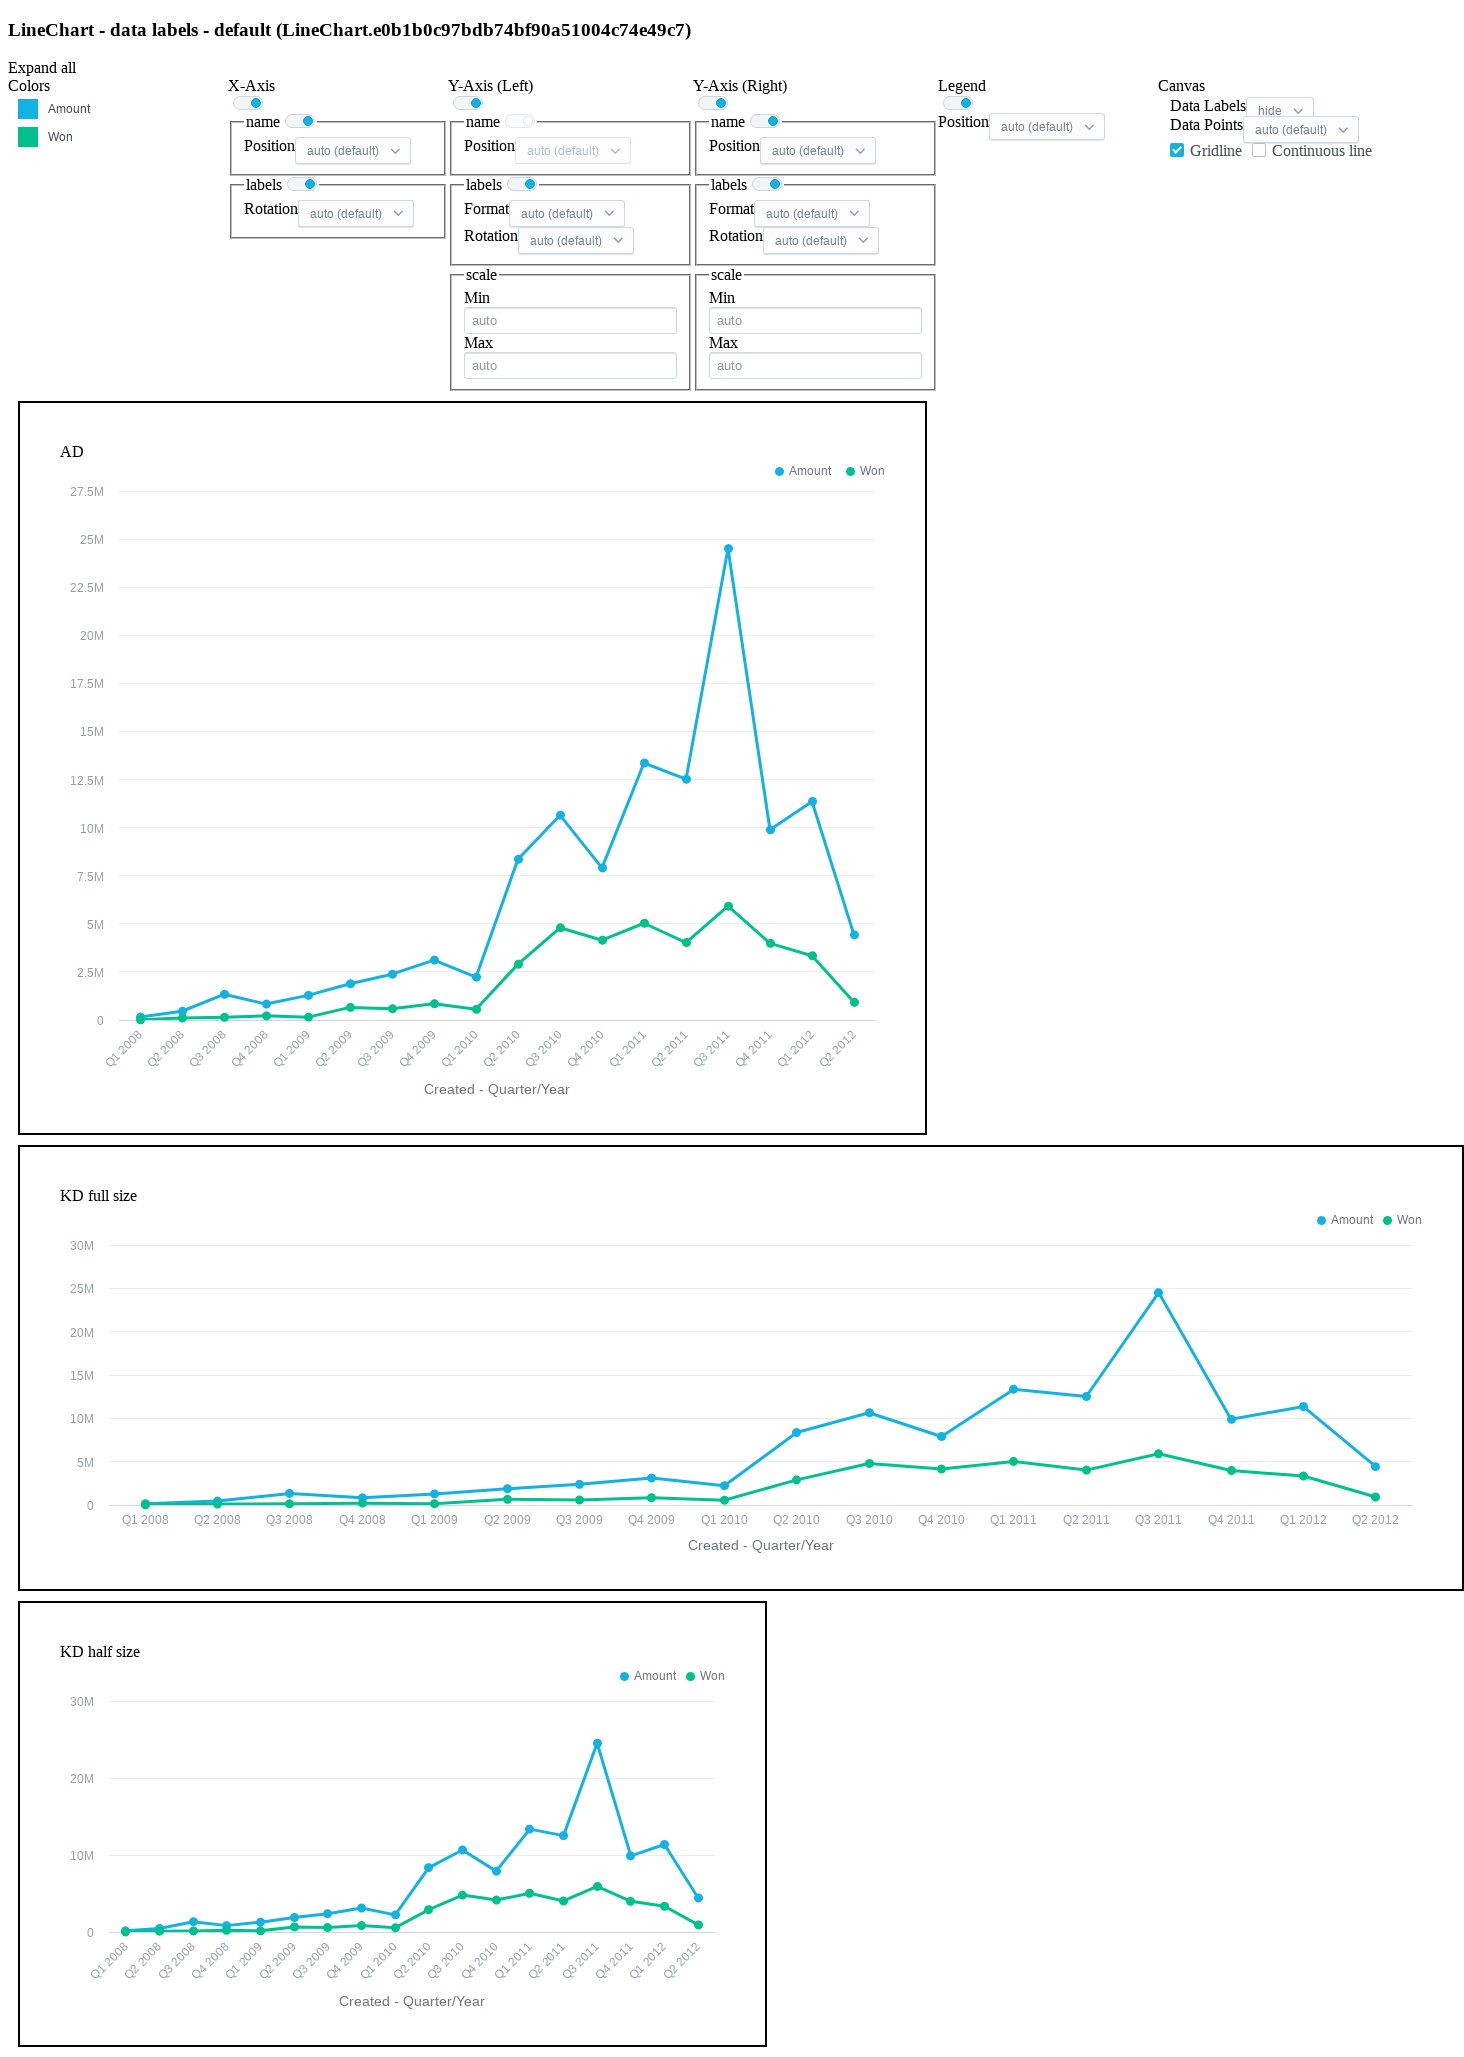 LineChart - data labels - default (LineChart.e0b1b0c97bdb74bf90a51004c74e49c7)
Expand all
Colors
Amount
Won
X-Axis
name
Position auto (default)
labels
Rotation auto (default)
Y-Axis (Left)
name
Position auto (default)
labels
Format auto (default)
Rotation auto (default)
scale
Min
auto
Max
auto
Y-Axis (Right)
name
Position auto (default)
labels
Format auto (default)
Rotation auto (default)
scale
Min
auto
Max
auto
Legend
Position auto (default)
Canvas
Data Labels hide
Data Points auto (default)
Gridline Continuous line
AD
Amount Won
27.5M
25M
22.5M
20M
17.5M
15M
12.5M
10M
7.5M
5M
2.5M
0
Q1 2008 Q2 2008 Q3 2008 Q4 2008 Q1 2009 Q2 2009 Q3 2009 Q4 2009 Q1 2010 Q2 2010 Q3 2010 Q4 2010 Q1 2011 Q2 2011 Q3 2011 Q4 2011 Q1 2012 Q2 2012
Created - Quarter/Year
KD full size
Amount Won
30M
25M
20M
15M
10M
5M
0
Q1 2008 Q2 2008 Q3 2008 Q4 2008 Q1 2009 Q2 2009 Q3 2009 Q4 2009 Q1 2010 Q2 2010 Q3 2010 Q4 2010 Q1 2011 Q2 2011 Q3 2011 Q4 2011 Q1 2012 Q2 2012
Created - Quarter/Year
KD half size
Amount Won
30M
20M
10M
0
Q1 2008 Q2 2008 Q3 2008 Q4 2008 Q1 2009 Q2 2009 Q3 2009 Q4 2009 Q1 2010 Q2 2010 Q3 2010 Q4 2010 Q1 2011 Q2 2011 Q3 2011 Q4 2011 Q1 2012 Q2 2012
Created - Quarter/Year